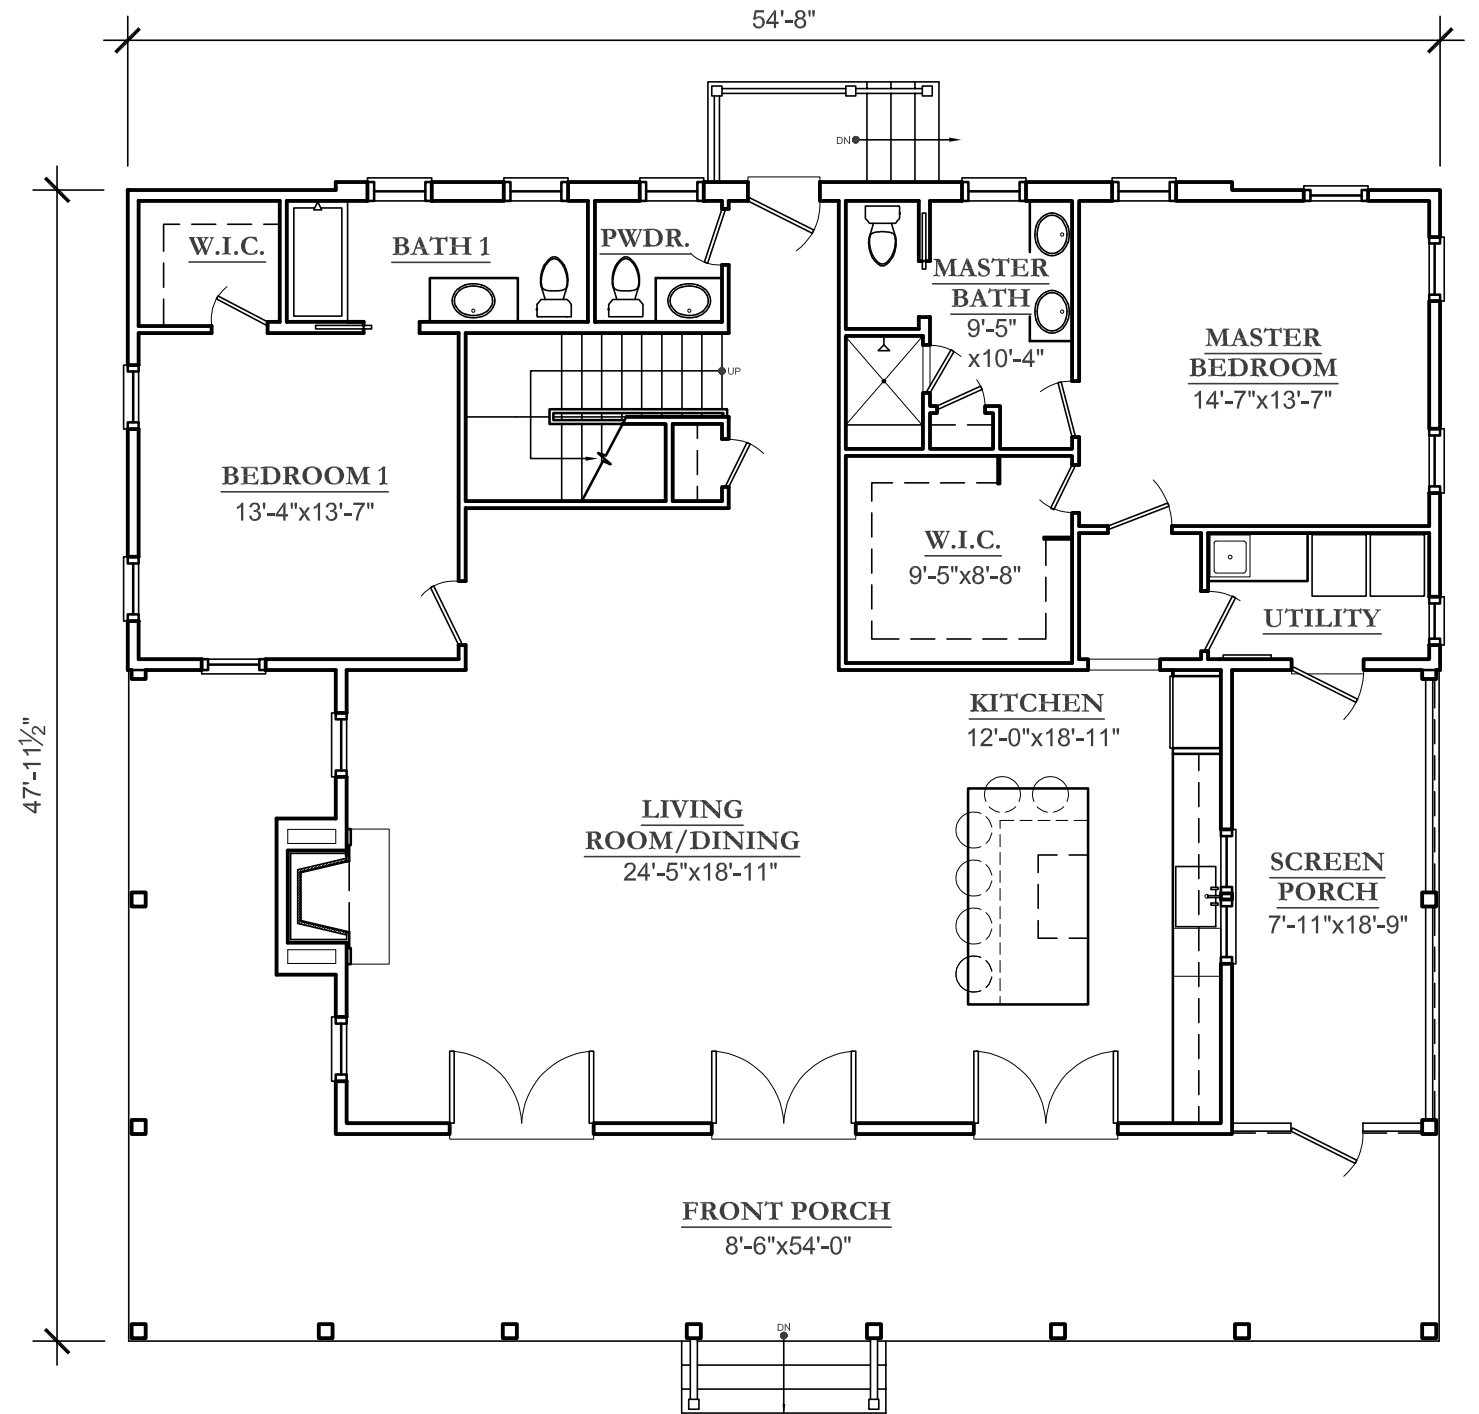 54'-8"
DN
W.I.C.
BATH 1
PWDR.
MASTER
BATH
9'-5"
x10'-4"
MASTER
BEDROOM
14'-7"x13'-7"
UP
BEDROOM 1
13'-4"x13'-7"
W.I.C.
9'-5"x8'-8"
UTILITY
KITCHEN
12'-0"x18'-11"
47'-11½"
LIVING
ROOM/DINING
24'-5"x18'-11"
SCREEN
PORCH
7'-11"x18'-9"
FRONT PORCH
8'-6"x54'-0"
DN